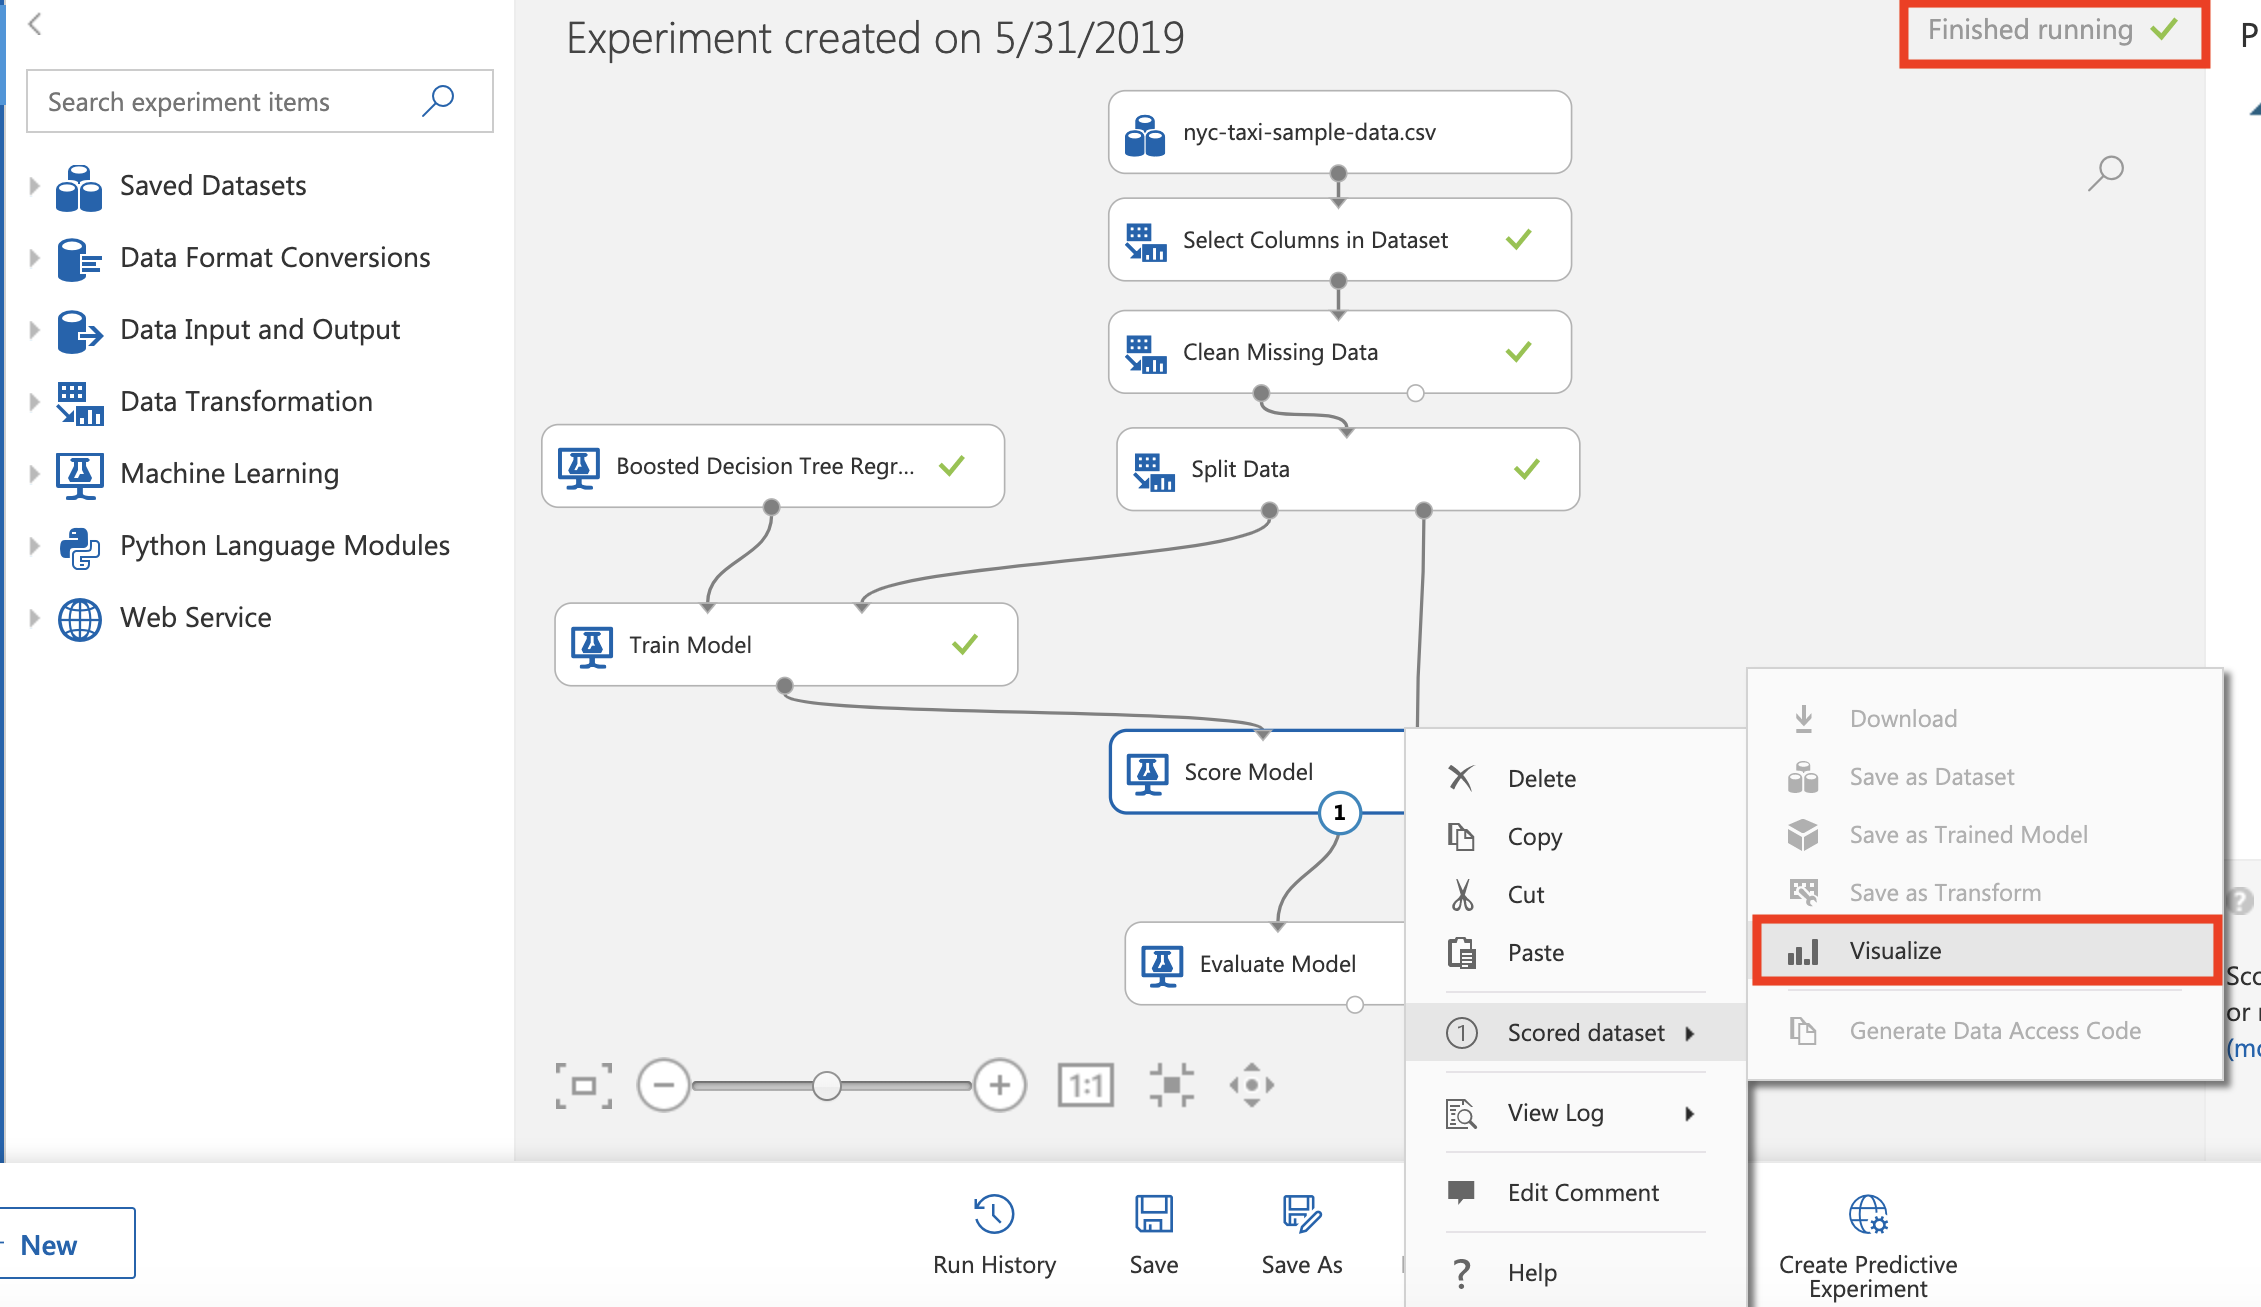 Experiment created on 5/31/2019
Finished running
Search experiment items
Saved Datasets
Data Format Conversions
Data Input and Output
Data Transformation
Machine Learning
Python Language Modules
Web Service
nyc-taxi-sample-data.csv
Select Columns in Dataset
Clean Missing Data
Boosted Decision Tree Regr...
Split Data
Train Model
Score Model
1
Evaluate Model
Delete
Copy
Cut
Paste
1
Scored dataset
View Log
Edit Comment
Help
Download
Save as Dataset
Save as Trained Model
Save as Transform
Visualize
Generate Data Access Code
1:1
New
Run History
Save
Save As
Create Predictive
Experiment